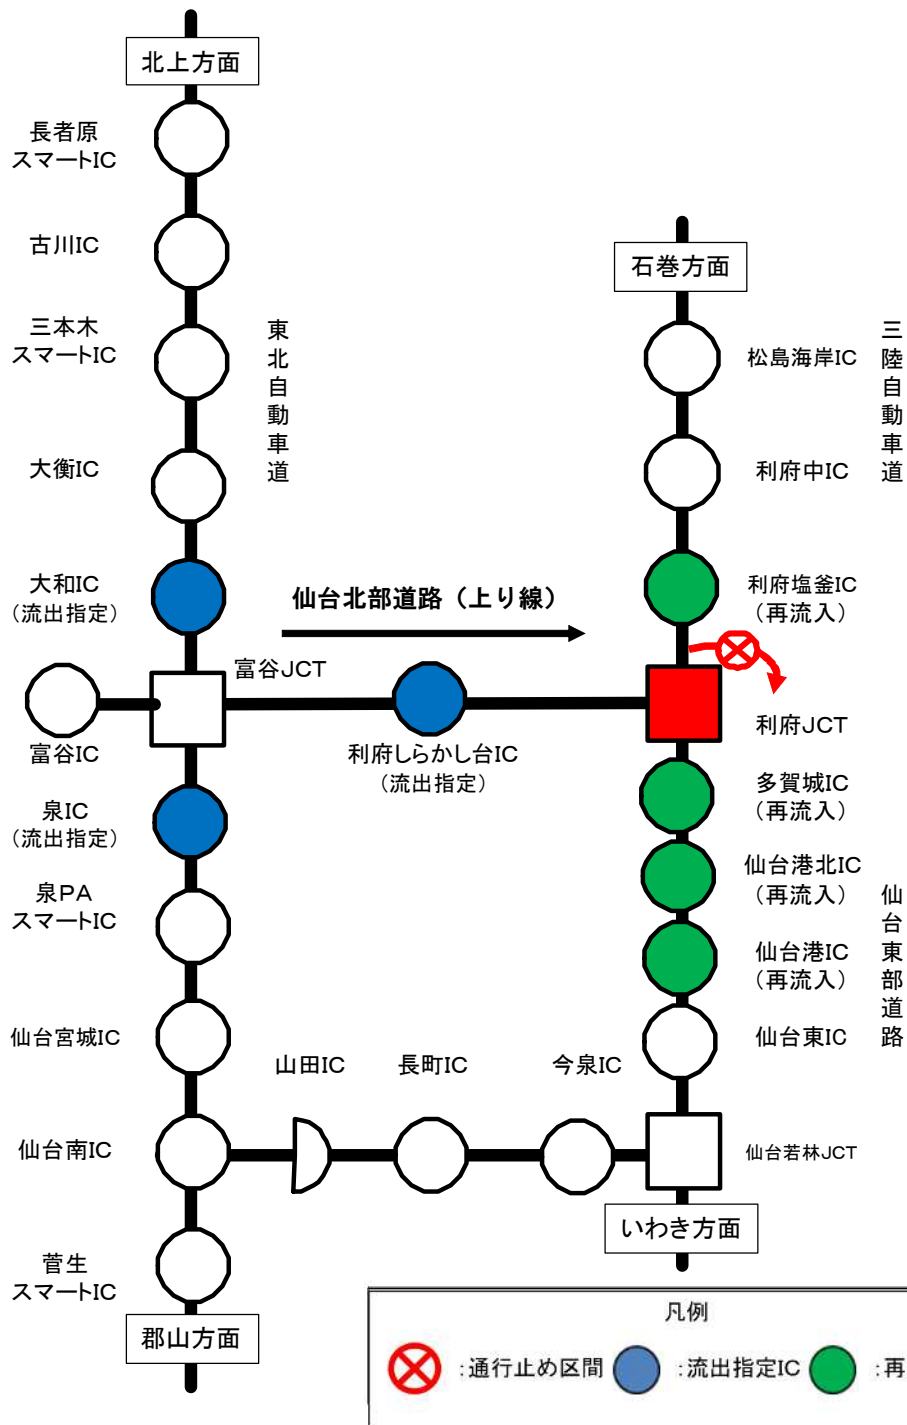 北上方面
長者原
スマートIC
古川IC
三本木
スマートIC
東北自動車道
大衡IC
大和IC
(流出指定)
富谷JCT
富谷IC
泉IC
(流出指定)
泉PA
スマートIC
仙台宮城IC
仙台南IC
菅生
スマートIC
郡山方面
仙台北部道路（上り線）
利府しらかし台IC
(流出指定)
山田IC
長町IC
今泉IC
石巻方面
三陸自動車道
松島海岸IC
利府中IC
利府塩釜IC
(再流入)
利府JCT
多賀城IC
(再流入)
仙台港北IC
(再流入)
仙台港IC
(再流入)
仙台東部道路
仙台東IC
仙台若林JCT
いわき方面
凡例
:通行止め区間 :流出指定IC :再